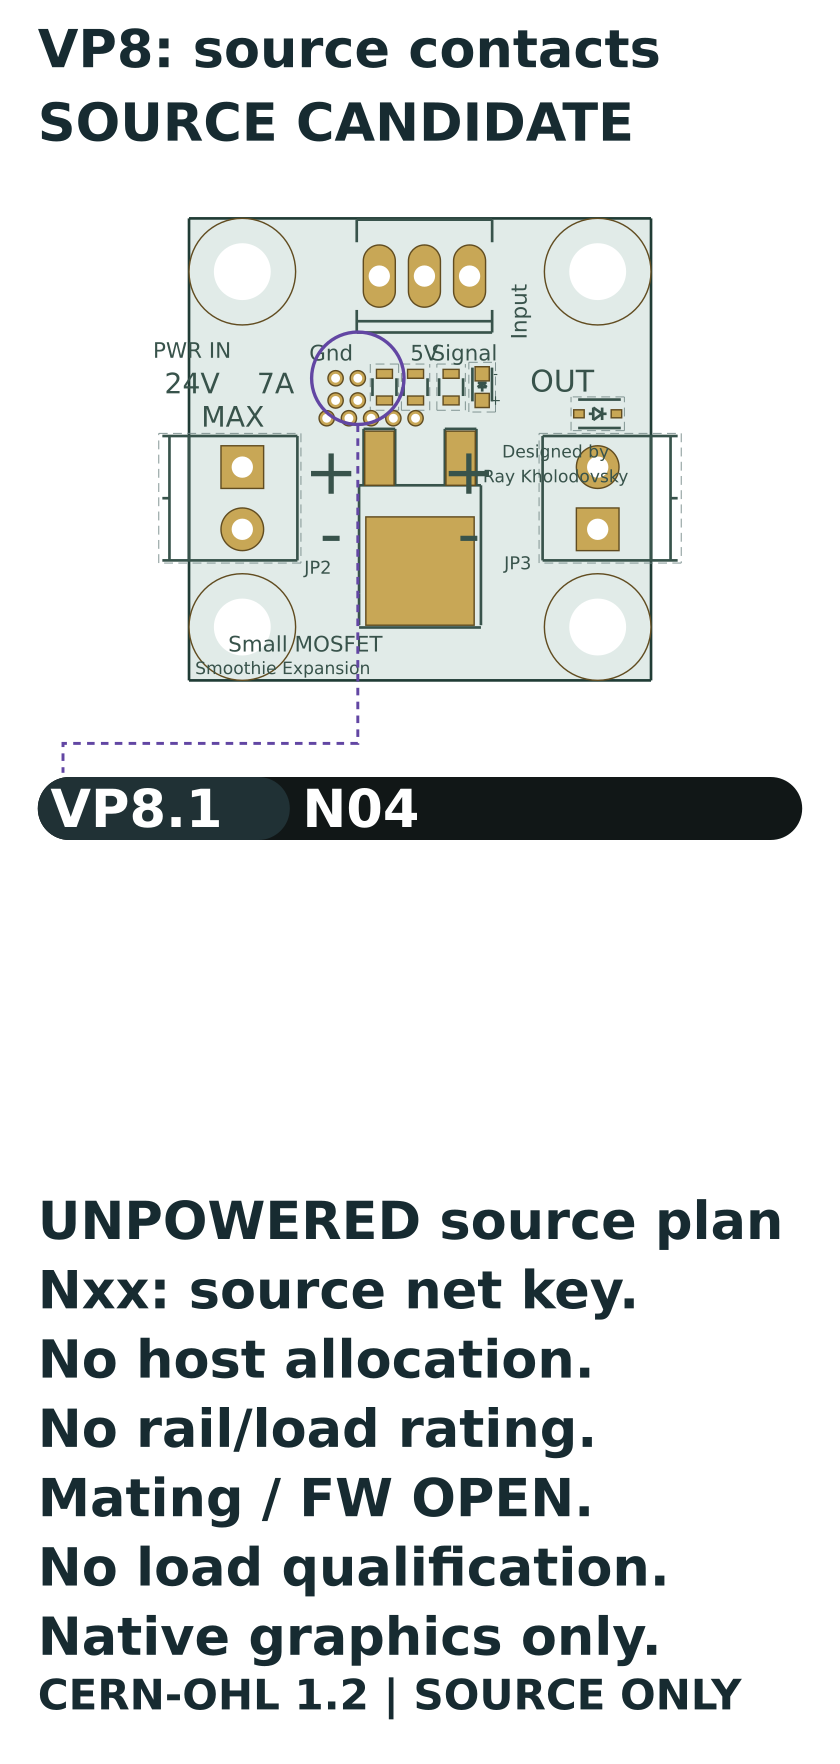 VP8: source contacts
SOURCE CANDIDATE
Input
PWR IN
Gnd
5V
Signal
24V 7A
MAX
OUT
-
+
Designed by
Ray Kholodovsky
+
+
-
-
JP2
JP3
Small MOSFET
Smoothie Expansion
VP8.1 N04
UNPOWERED source plan
Nxx: source net key.
No host allocation.
No rail/load rating.
Mating / FW OPEN.
No load qualification.
Native graphics only.
CERN-OHL 1.2 | SOURCE ONLY